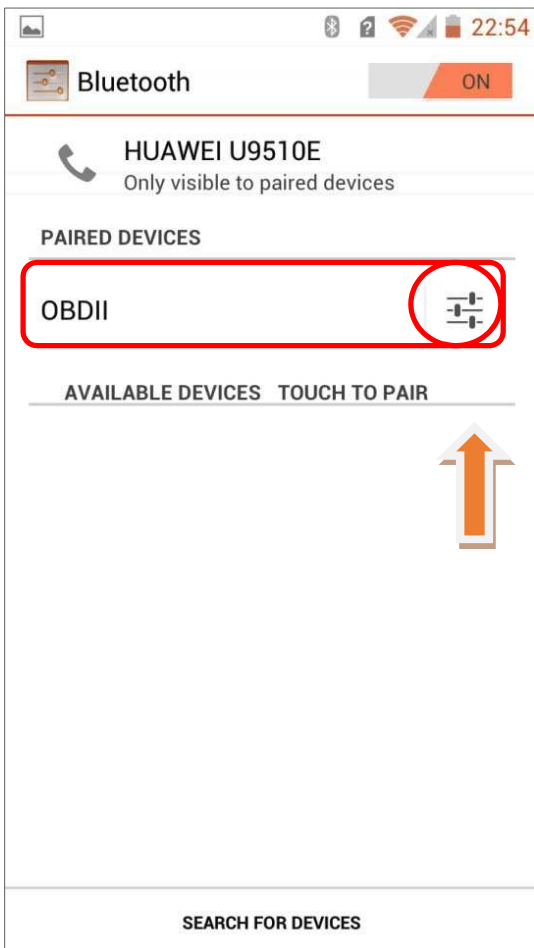 22:54
Bluetooth ON
HUAWEI U9510E
Only visible to paired devices
PAIRED DEVICES
OBDII
AVAILABLE DEVICES TOUCH TO PAIR
SEARCH FOR DEVICES